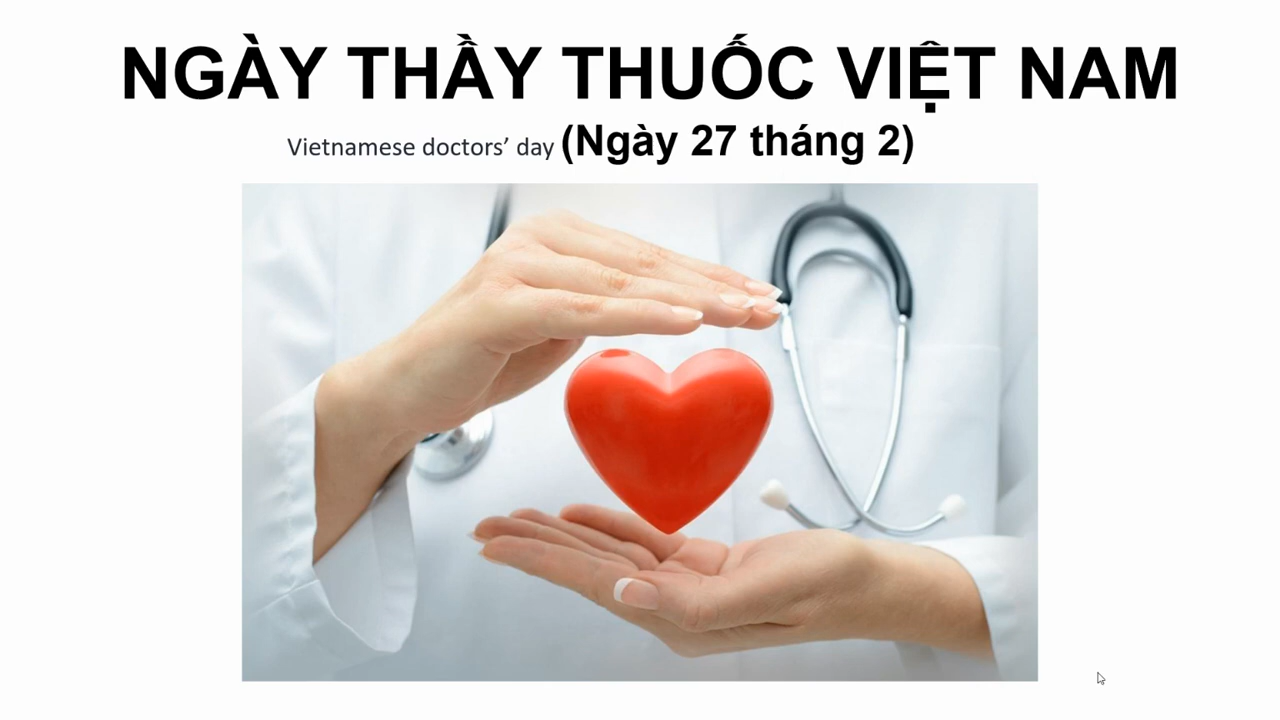 NGÀY THẦY THUỐC VIỆT NAM
Vietnamese doctors’ day (Ngày 27 tháng 2)